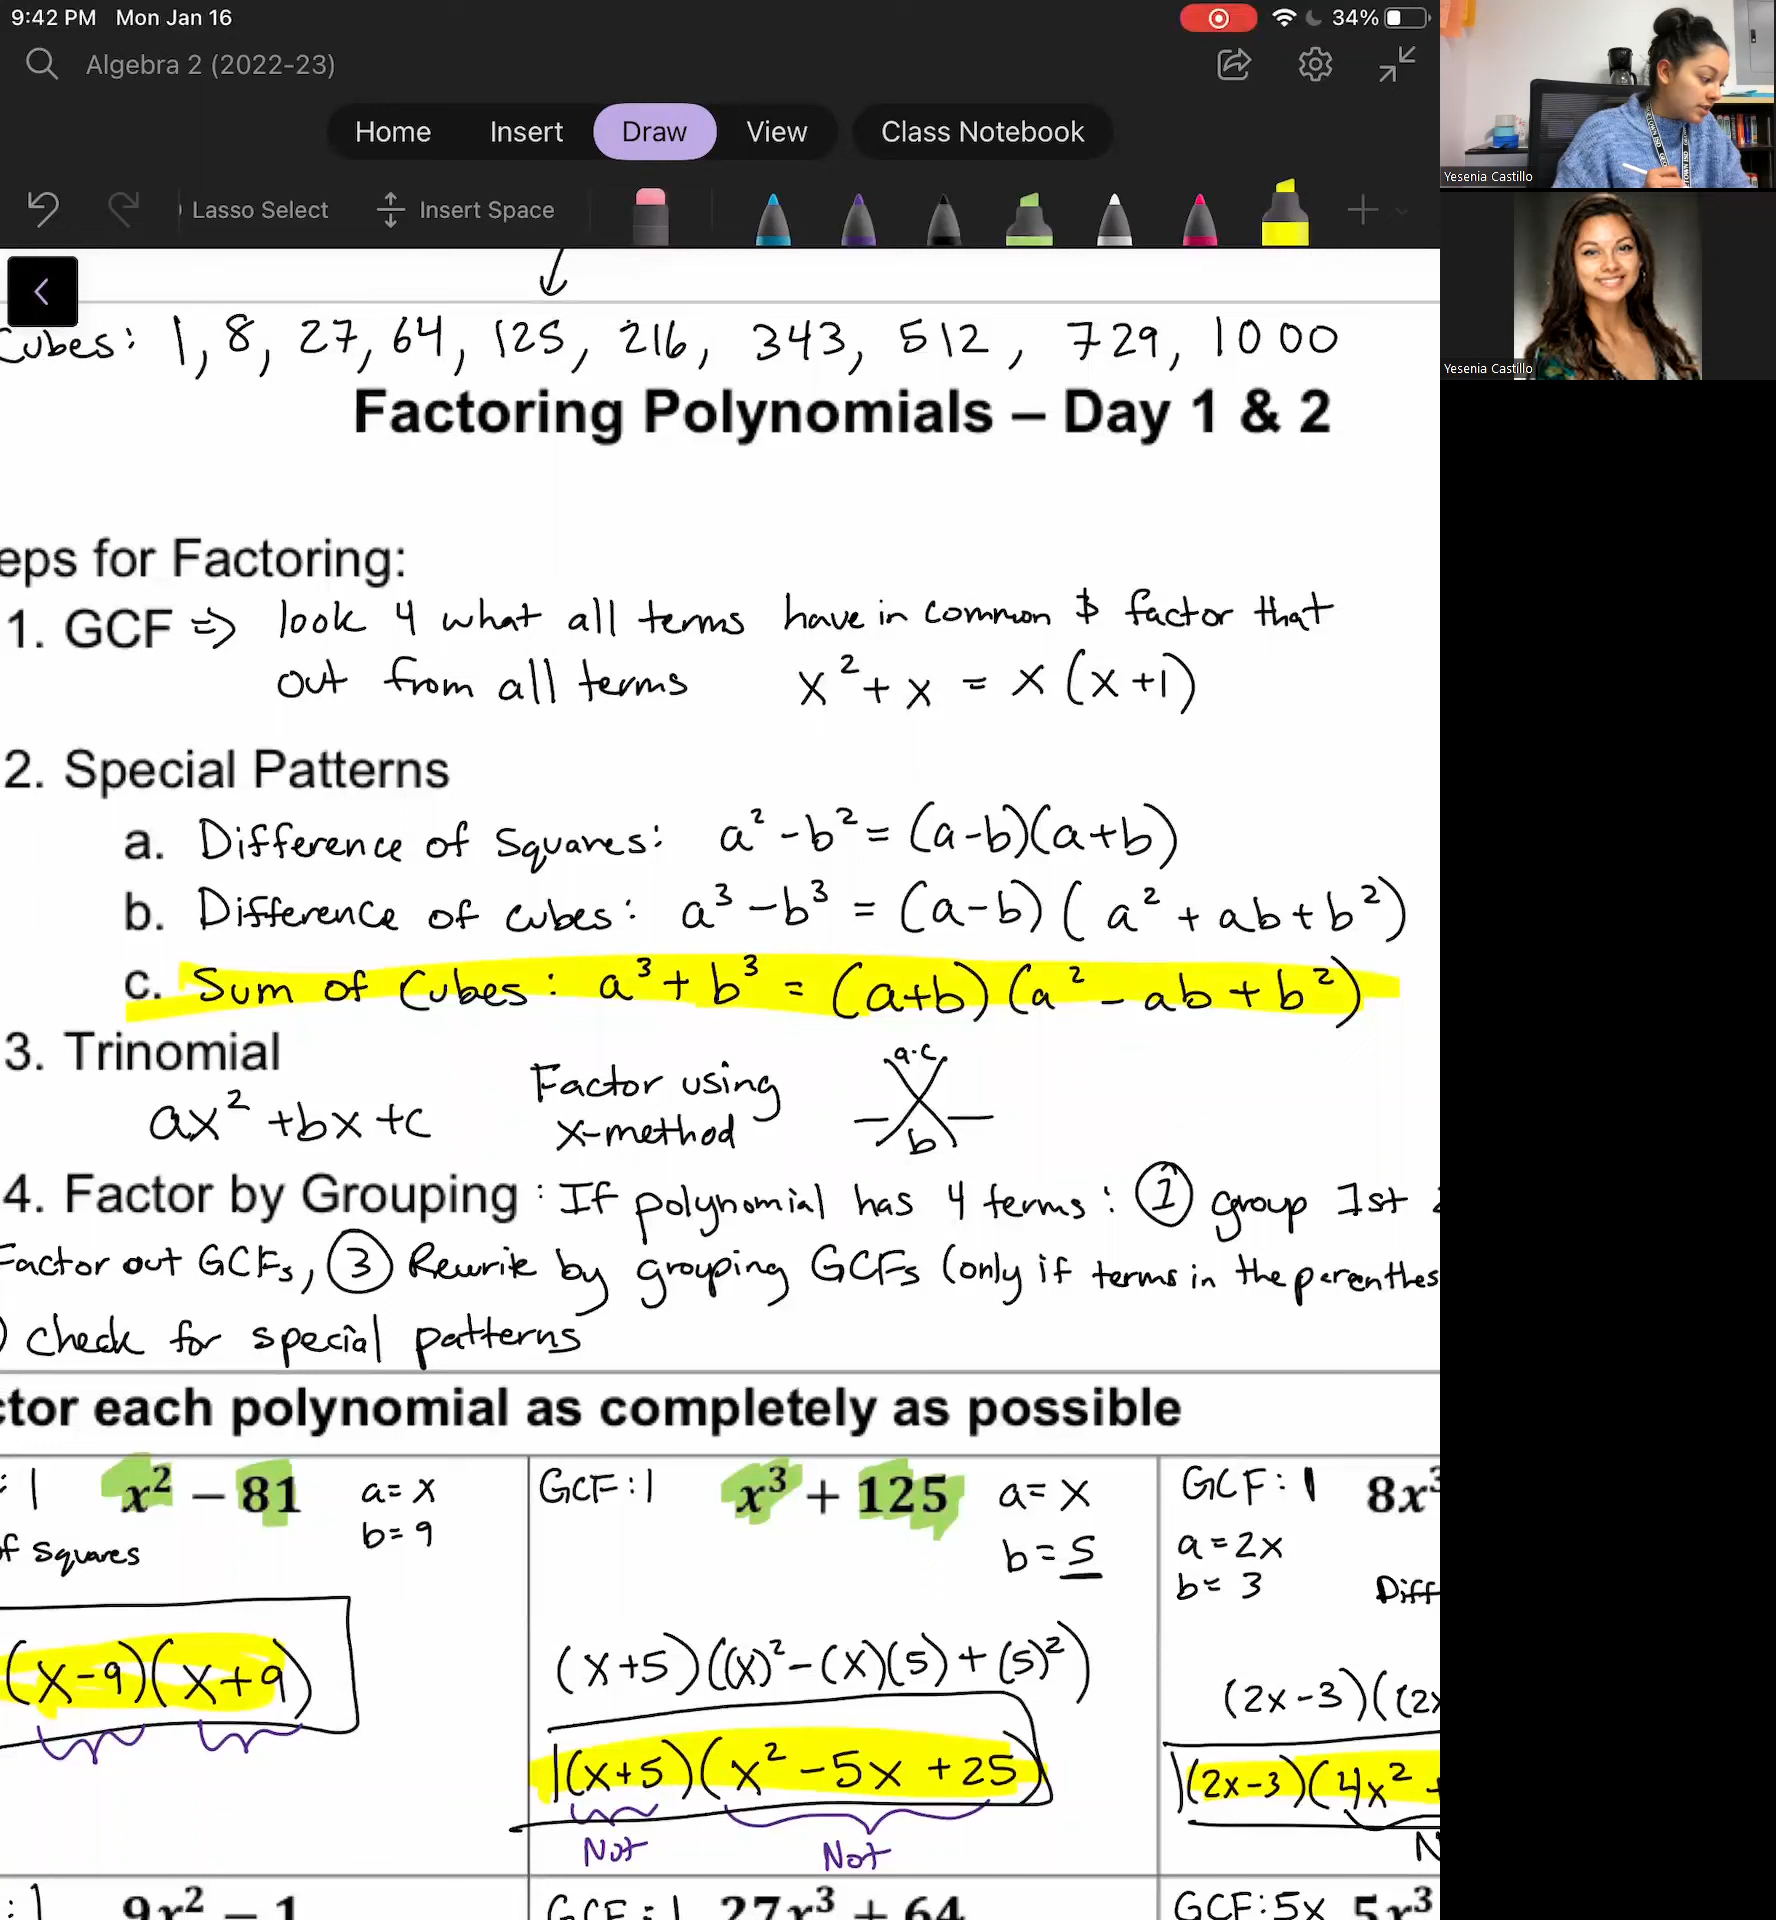 9:42 PM Mon Jan 16
34%
Algebra 2 (2022-23)
Home Insert Draw View Class Notebook
Lasso Select Insert Space
Yesenia Castillo
Yesenia Castillo
Cubes: 1, 8, 27, 64, 125, 216, 343, 512, 729, 1000
Factoring Polynomials – Day 1 & 2
eps for Factoring:
1. GCF => look 4 what all terms have in common & factor that
out from all terms x² + x = x (x+1)
2. Special Patterns
a. Difference of Squares: a² - b² = (a-b)(a+b)
b. Difference of cubes: a³ - b³ = (a-b) (a² + ab + b²)
c. Sum of Cubes: a³ + b³ = (a+b) (a² - ab + b²)
3. Trinomial
ax² + bx + c Factor using x-method a·c b
4. Factor by Grouping : If polynomial has 4 terms: ① group 1st
Factor out GCFs, ③ Rewrite by grouping GCFs (only if terms in the parenthes
) check for special patterns
ctor each polynomial as completely as possible
: 1 x² – 81 a = x
b = 9
of Squares
(x-9)(x+9)
GCF: 1 x³ + 125 a = x
b = 5
(x+5)((x)² - (x)(5) + (5)²)
(x+5)(x² - 5x + 25)
Not Not
GCF: 1 8x³
a = 2x
b = 3 Diff
(2x-3)((2x
(2x-3)(4x² +
N
: 1 9x² – 1
GCF: 1 27x³ + 64
GCF: 5x 5x³